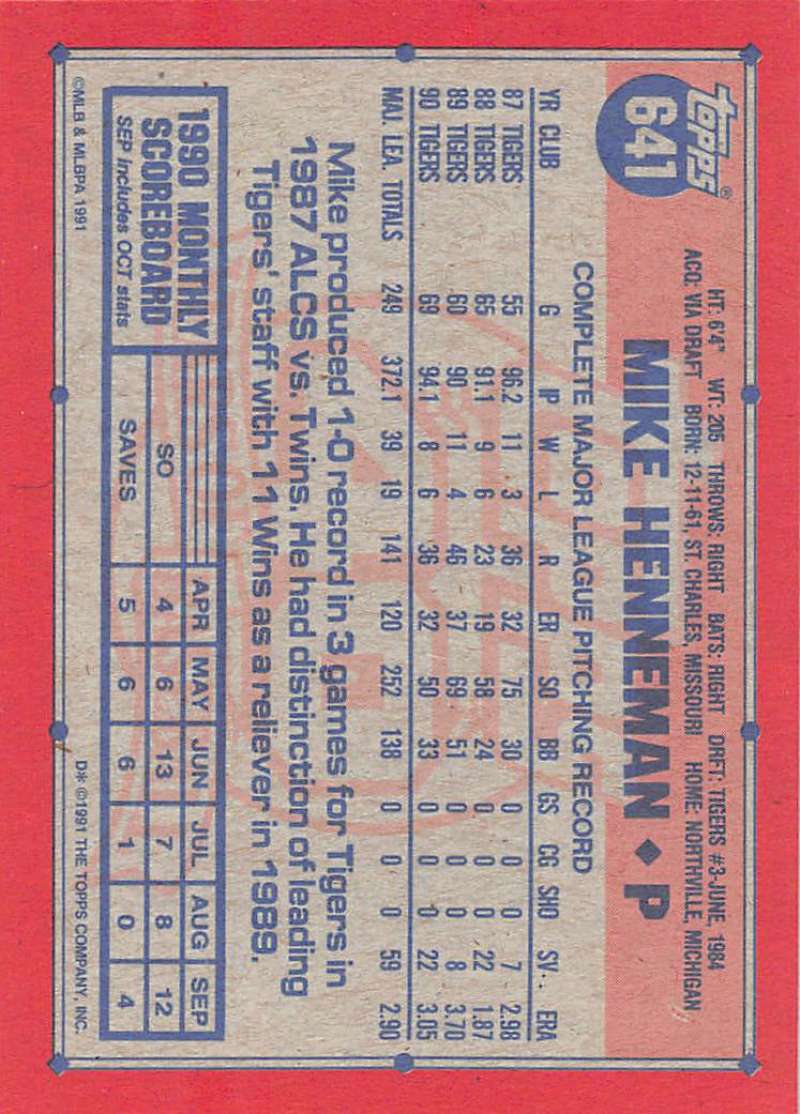 TOPPS®
641
HT: 6'4" WT: 205 THROWS: RIGHT BATS: RIGHT DRFT: TIGERS #3-JUNE, 1984
ACQ: VIA DRAFT BORN: 12-11-61, ST. CHARLES, MISSOURI HOME: NORTHVILLE, MICHIGAN
MIKE HENNEMAN ◆ P
COMPLETE MAJOR LEAGUE PITCHING RECORD
YR CLUB G IP W L R ER SO BB GS CG SHO SV ERA
87 TIGERS 55 96.2 11 3 36 32 75 30 0 0 0 7 2.98
88 TIGERS 65 91.1 9 6 23 19 58 24 0 0 0 22 1.87
89 TIGERS 60 90 11 4 46 37 69 51 0 0 0 8 3.70
90 TIGERS 69 94.1 8 6 36 32 50 33 0 0 0 22 3.05
MAJ. LEA. TOTALS 249 372.1 39 19 141 120 252 138 0 0 0 59 2.90
Mike produced 1-0 record in 3 games for Tigers in
1987 ALCS vs. Twins. He had distinction of leading
Tigers' staff with 11 Wins as a reliever in 1989.
1990 MONTHLY
SCOREBOARD
SEP includes OCT stats
APR MAY JUN JUL AUG SEP
SO 4 6 13 7 8 12
SAVES 5 6 6 1 0 4
©MLB & MLBPA 1991
D* ©1991 THE TOPPS COMPANY, INC.